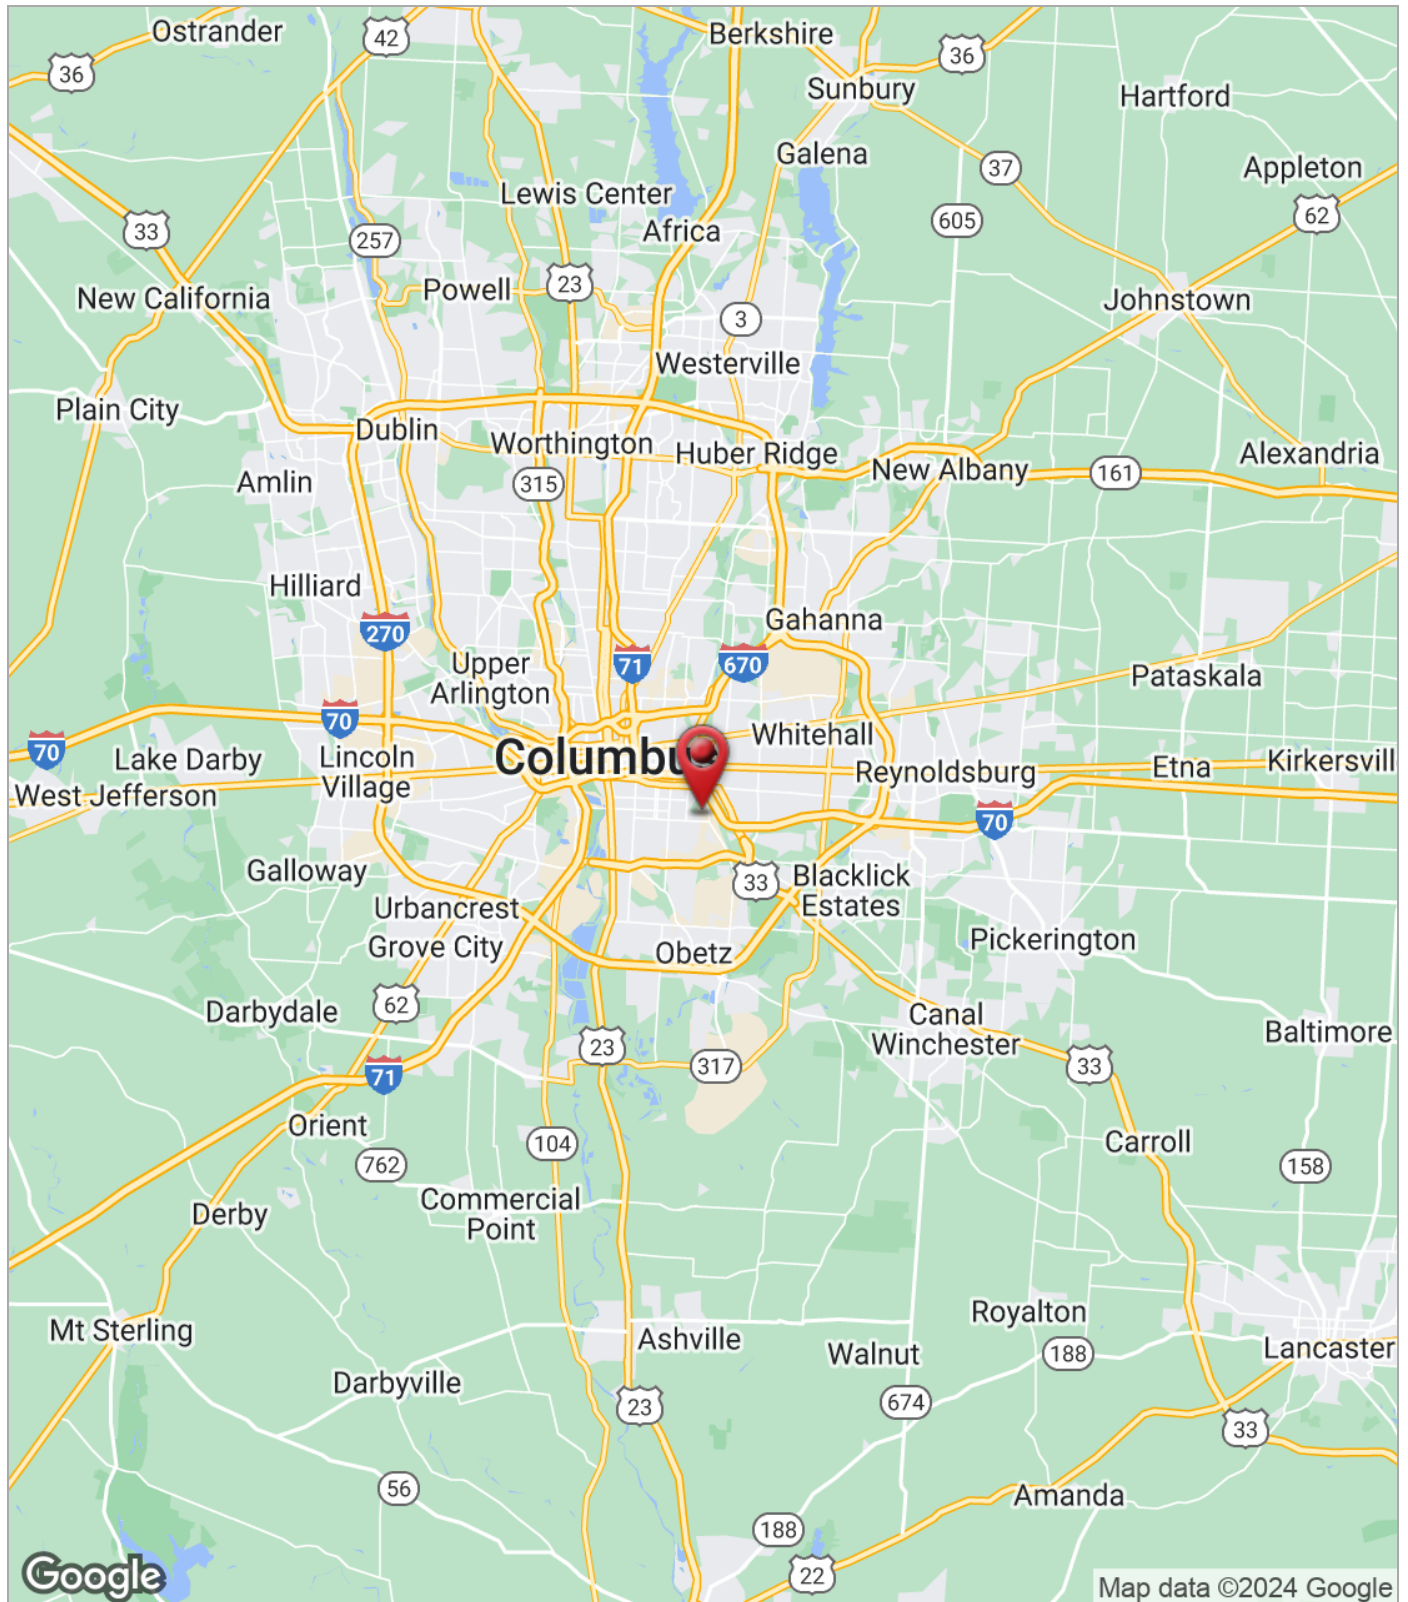 Ostrander
42
Berkshire
36
36
Sunbury
Hartford
Galena
37
Appleton
Lewis Center
62
605
33
257
Africa
Powell
23
New California
Johnstown
3
Westerville
Plain City
Dublin
Worthington
Huber Ridge
New Albany
161
Alexandria
Amlin
315
Hilliard
270
Gahanna
Upper
Arlington
71
670
Pataskala
70
70
Lake Darby
Lincoln
Village
Columbu
Whitehall
Reynoldsburg
Etna
Kirkersvill
West Jefferson
70
Galloway
33
Blacklick
Estates
Urbancrest
Grove City
Obetz
Pickerington
62
Darbydale
Canal
Winchester
Baltimore
23
71
317
33
Orient
104
762
Carroll
158
Commercial
Point
Derby
Royalton
Mt Sterling
Ashville
Walnut
188
Lancaster
Darbyville
23
674
33
56
Amanda
188
22
Google
Map data ©2024 Google